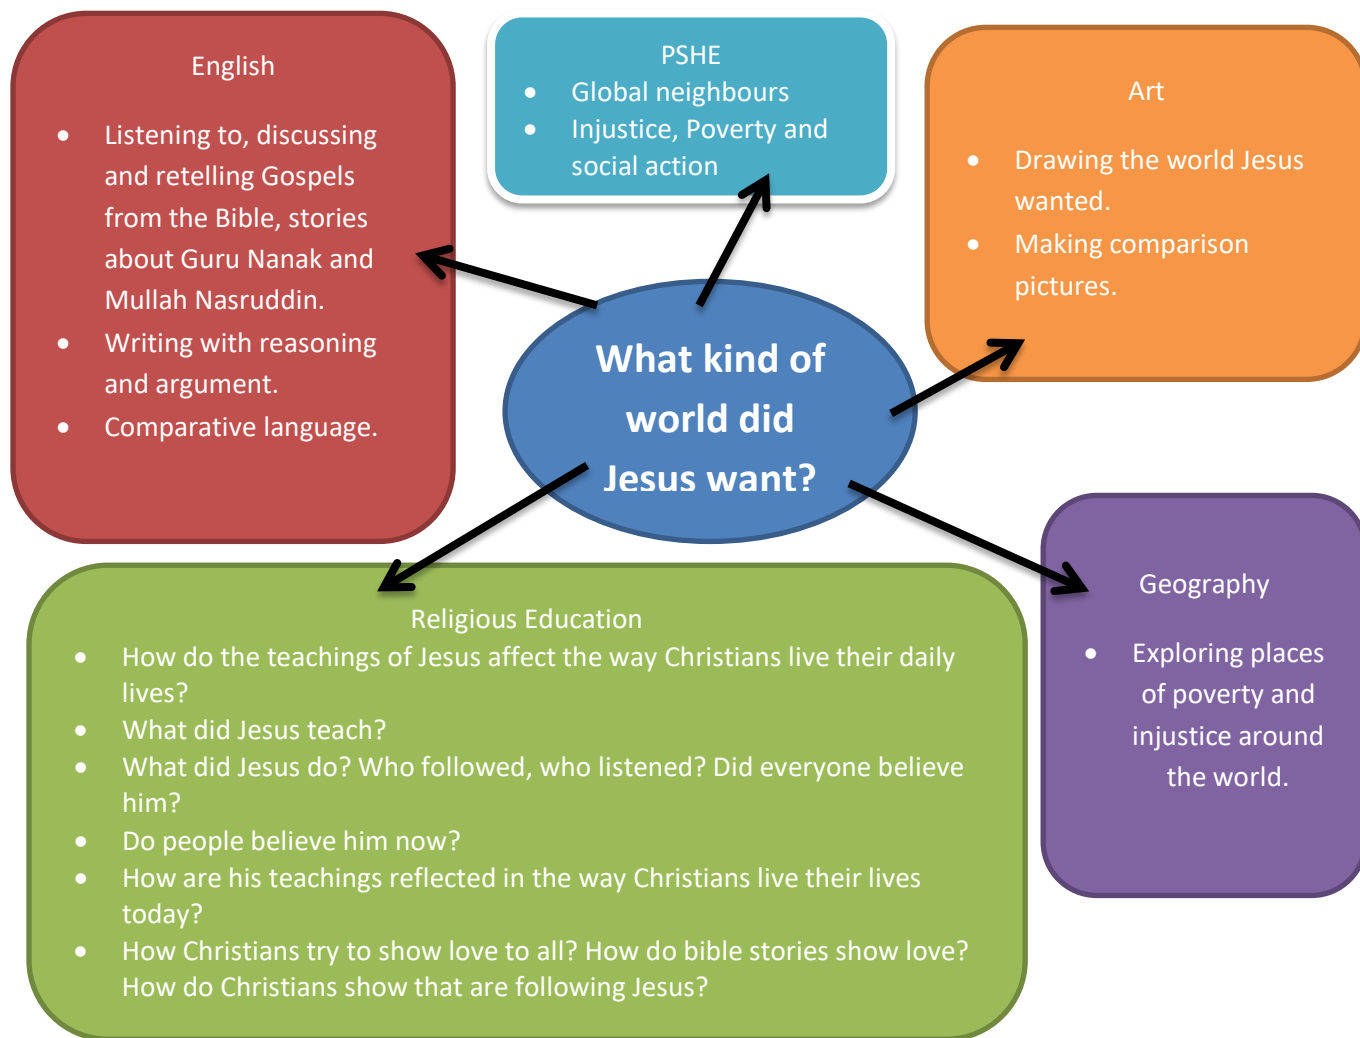 English
• Listening to, discussing
and retelling Gospels
from the Bible, stories
about Guru Nanak and
Mullah Nasruddin.
• Writing with reasoning
and argument.
• Comparative language.
PSHE
• Global neighbours
• Injustice, Poverty and
social action
Art
• Drawing the world Jesus
wanted.
• Making comparison
pictures.
What kind of
world did
Jesus want?
Geography
• Exploring places
of poverty and
injustice around
the world.
Religious Education
• How do the teachings of Jesus affect the way Christians live their daily
lives?
• What did Jesus teach?
• What did Jesus do? Who followed, who listened? Did everyone believe
him?
• Do people believe him now?
• How are his teachings reflected in the way Christians live their lives
today?
• How Christians try to show love to all? How do bible stories show love?
How do Christians show that are following Jesus?